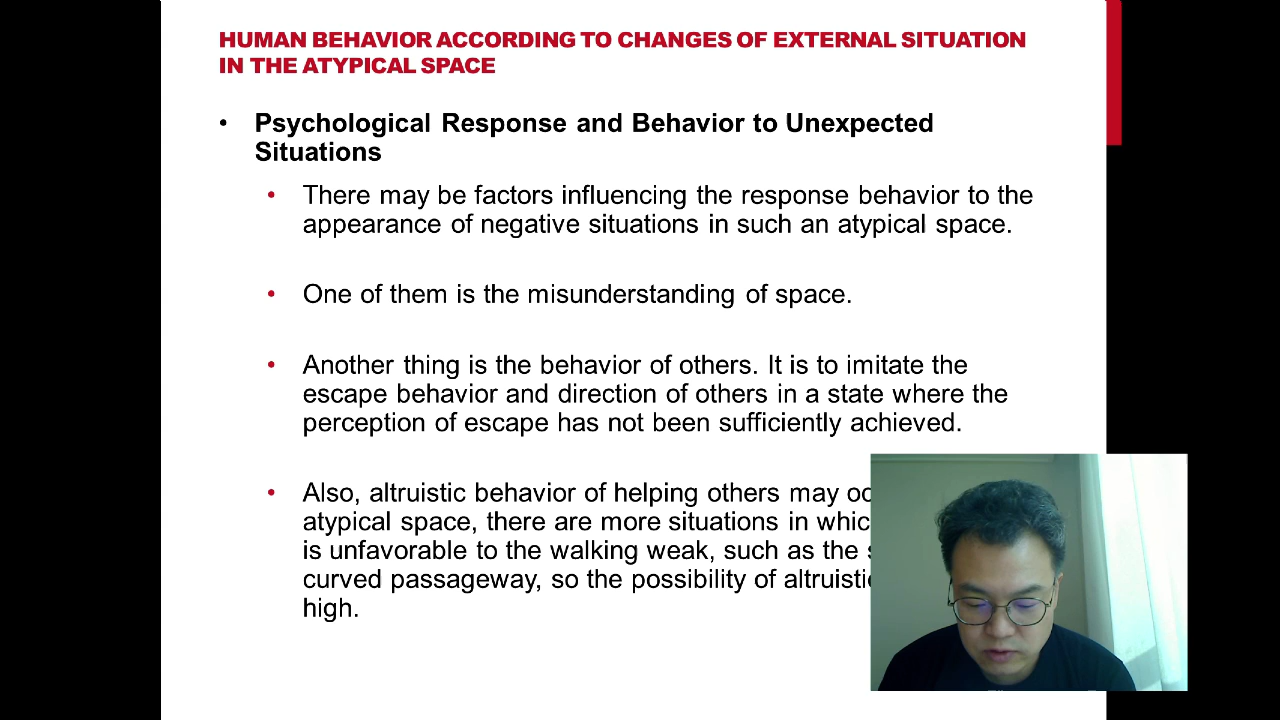 HUMAN BEHAVIOR ACCORDING TO CHANGES OF EXTERNAL SITUATION
IN THE ATYPICAL SPACE
• Psychological Response and Behavior to Unexpected
Situations
• There may be factors influencing the response behavior to the
appearance of negative situations in such an atypical space.
• One of them is the misunderstanding of space.
• Another thing is the behavior of others. It is to imitate the
escape behavior and direction of others in a state where the
perception of escape has not been sufficiently achieved.
• Also, altruistic behavior of helping others may
atypical space, there are more situations in
is unfavorable to the walking weak, such as the
curved passageway, so the possibility of
high.